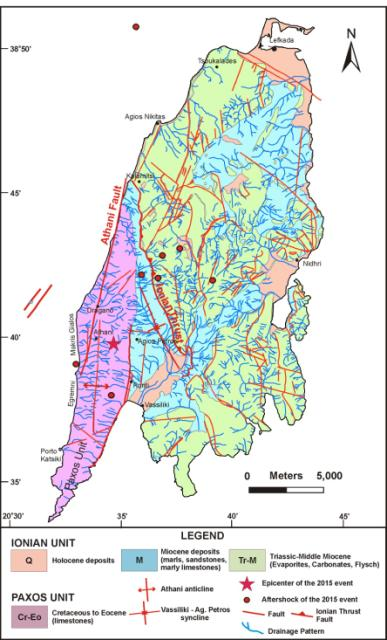 38°50'
Lefkada
N
Tsoukalades
Agios Nikitas
45'
Kalamitsi
Athani Fault
Nidhri
Ionian Thrust
Dragano
40'
Makris Gialos
Athani
Agios Petros
Egremni
Ponti
Vassiliki
Porto
Katsiki
Paxos Unit
0 Meters 5,000
35'
20°30' 35' 40' 45'
LEGEND
IONIAN UNIT
Q Holocene deposits
M Miocene deposits
(marls, sandstones,
marly limestones)
Tr-M Triassic-Middle Miocene
(Evaporites, Carbonates, Flysch)
Athani anticline
Epicenter of the 2015 event
PAXOS UNIT
Aftershock of the 2015 event
Cr-Eo Cretaceous to Eocene
(limestones)
Vassiliki - Ag. Petros
syncline
Fault
Ionian Thrust
Fault
Drainage Pattern